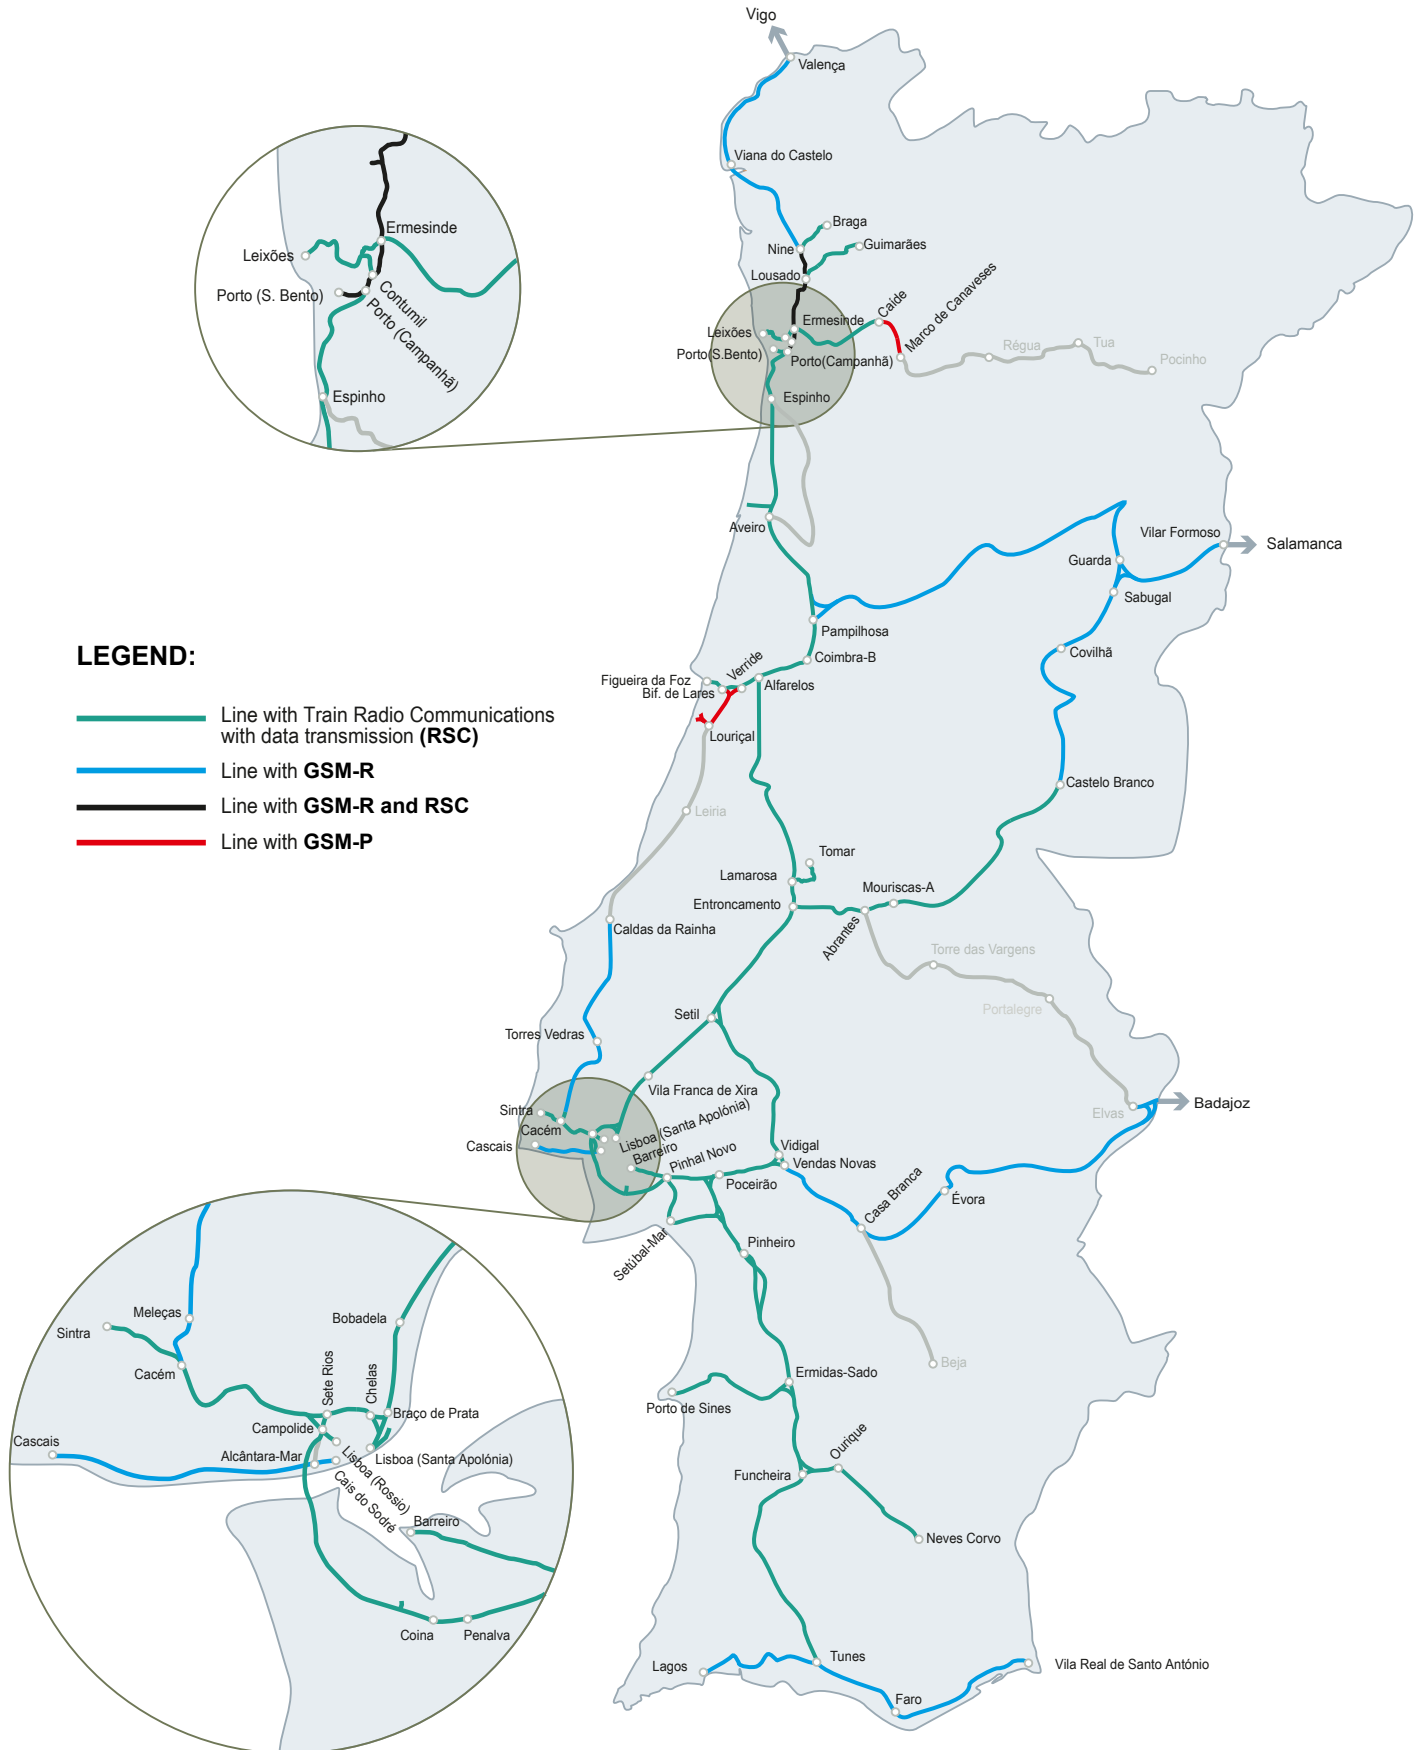 Vigo
Valença
Viana do Castelo
Braga
Nine
Guimarães
Lousado
Caíde
Marco de Canaveses
Ermesinde
Leixões
Porto(S.Bento)
Porto(Campanhã)
Régua
Tua
Pocinho
Espinho
Ermesinde
Leixões
Porto (S. Bento)
Contumil
Porto (Campanhã)
Espinho
Aveiro
Vilar Formoso
Salamanca
Guarda
Sabugal
Pampilhosa
Covilhã
Coimbra-B
Verride
Figueira da Foz
Bif. de Lares
Alfarelos
Louriçal
LEGEND:
Line with Train Radio Communications
with data transmission (RSC)
Line with GSM-R
Line with GSM-R and RSC
Line with GSM-P
Castelo Branco
Leiria
Tomar
Lamarosa
Mouriscas-A
Entroncamento
Abrantes
Caldas da Rainha
Torre das Vargens
Portalegre
Setil
Torres Vedras
Vila Franca de Xira
Elvas
Badajoz
Sintra
Cacém
Cascais
Lisboa (Santa Apolónia)
Barreiro
Pinhal Novo
Vidigal
Vendas Novas
Poceirão
Casa Branca
Évora
Setúbal-Mar
Pinheiro
Beja
Ermidas-Sado
Porto de Sines
Ourique
Funcheira
Neves Corvo
Tunes
Lagos
Faro
Vila Real de Santo António
Meleças
Sintra
Cacém
Bobadela
Sete Rios
Chelas
Braço de Prata
Campolide
Cascais
Alcântara-Mar
Lisboa (Santa Apolónia)
Lisboa (Rossio)
Cais do Sodré
Barreiro
Coina
Penalva